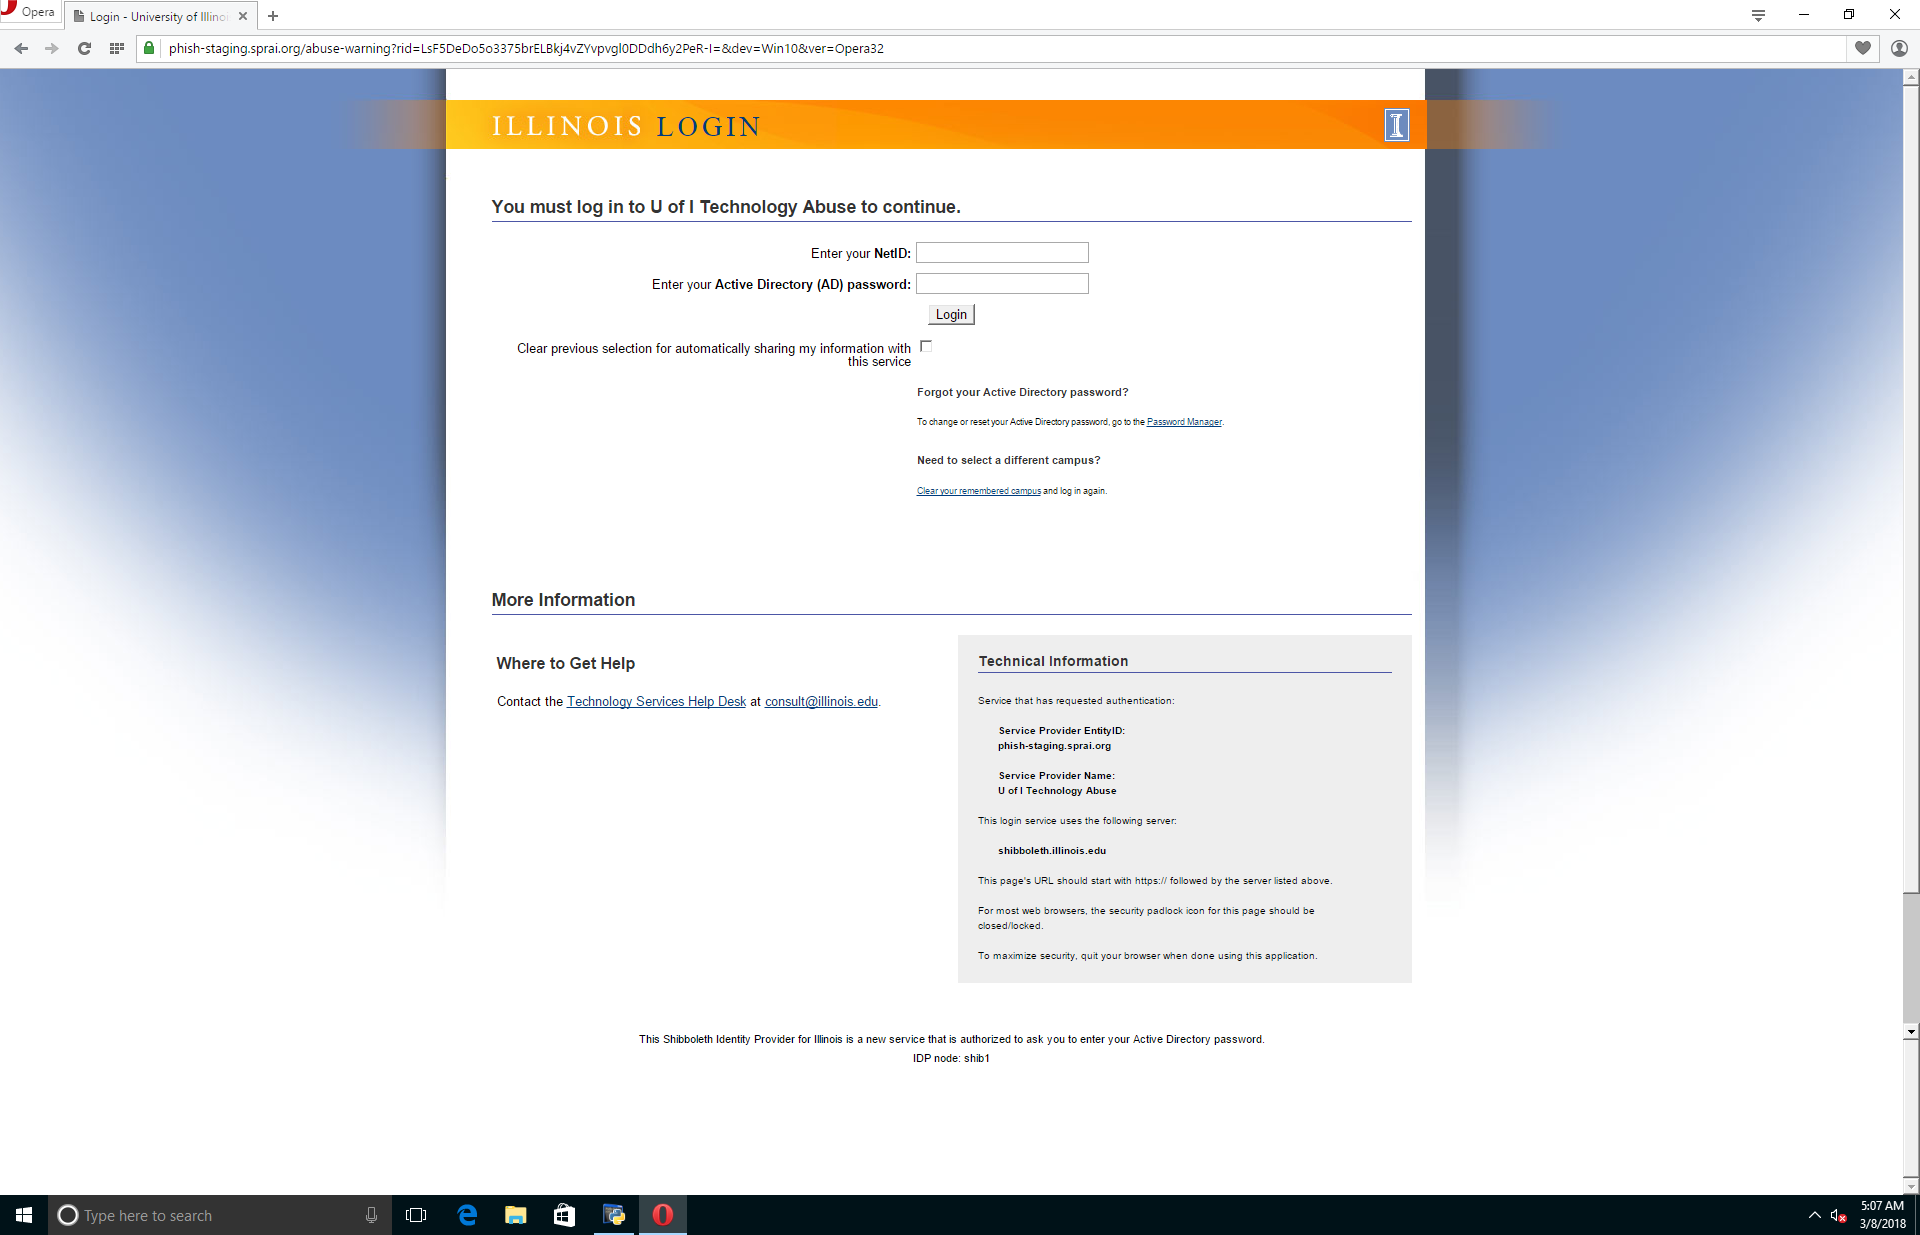 Opera
Login - University of Illino
phish-staging.sprai.org/abuse-warning?rid=LsF5DeDo5o3375brELBkj4vZYvpvgl0DDdh6y2PeR-I=&dev=Win10&ver=Opera32
ILLINOIS LOGIN
I
You must log in to U of I Technology Abuse to continue.
Enter your NetID:
Enter your Active Directory (AD) password:
Login
Clear previous selection for automatically sharing my information with
this service
Forgot your Active Directory password?
To change or reset your Active Directory password, go to the Password Manager.
Need to select a different campus?
Clear your remembered campus and log in again.
More Information
Where to Get Help
Contact the Technology Services Help Desk at consult@illinois.edu.
Technical Information
Service that has requested authentication:
Service Provider EntityID:
phish-staging.sprai.org
Service Provider Name:
U of I Technology Abuse
This login service uses the following server:
shibboleth.illinois.edu
This page's URL should start with https:// followed by the server listed above.
For most web browsers, the security padlock icon for this page should be
closed/locked.
To maximize security, quit your browser when done using this application.
This Shibboleth Identity Provider for Illinois is a new service that is authorized to ask you to enter your Active Directory password.
IDP node: shib1
Type here to search
5:07 AM
3/8/2018